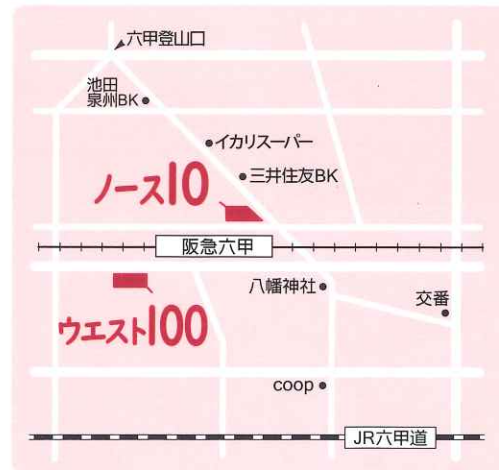 六甲登山口
池田
泉州BK
イカリスーパー
三井住友BK
ノース10
阪急六甲
八幡神社
交番
ウエスト100
coop
JR六甲道